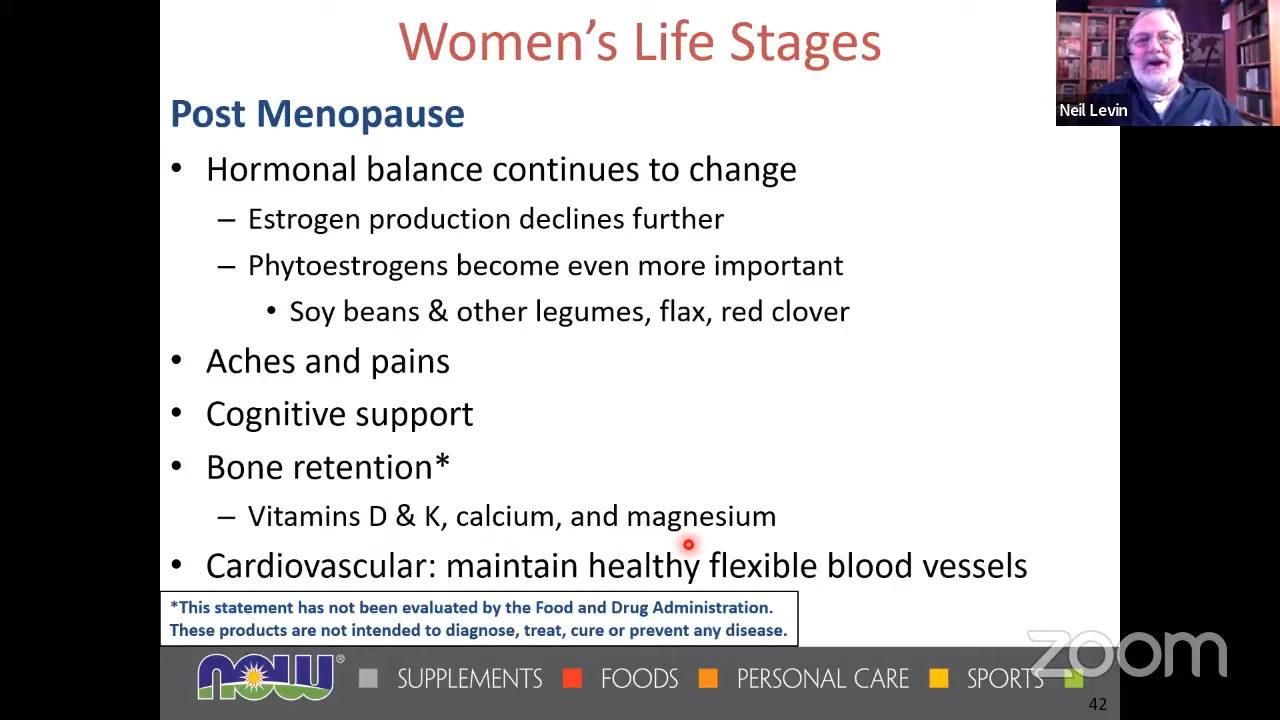 Women's Life Stages
Neil Levin
Post Menopause
• Hormonal balance continues to change
– Estrogen production declines further
– Phytoestrogens become even more important
• Soy beans & other legumes, flax, red clover
• Aches and pains
• Cognitive support
• Bone retention*
– Vitamins D & K, calcium, and magnesium
• Cardiovascular: maintain healthy flexible blood vessels
*This statement has not been evaluated by the Food and Drug Administration.
These products are not intended to diagnose, treat, cure or prevent any disease.
NOW® SUPPLEMENTS FOODS PERSONAL CARE SPORTS
zoom
42